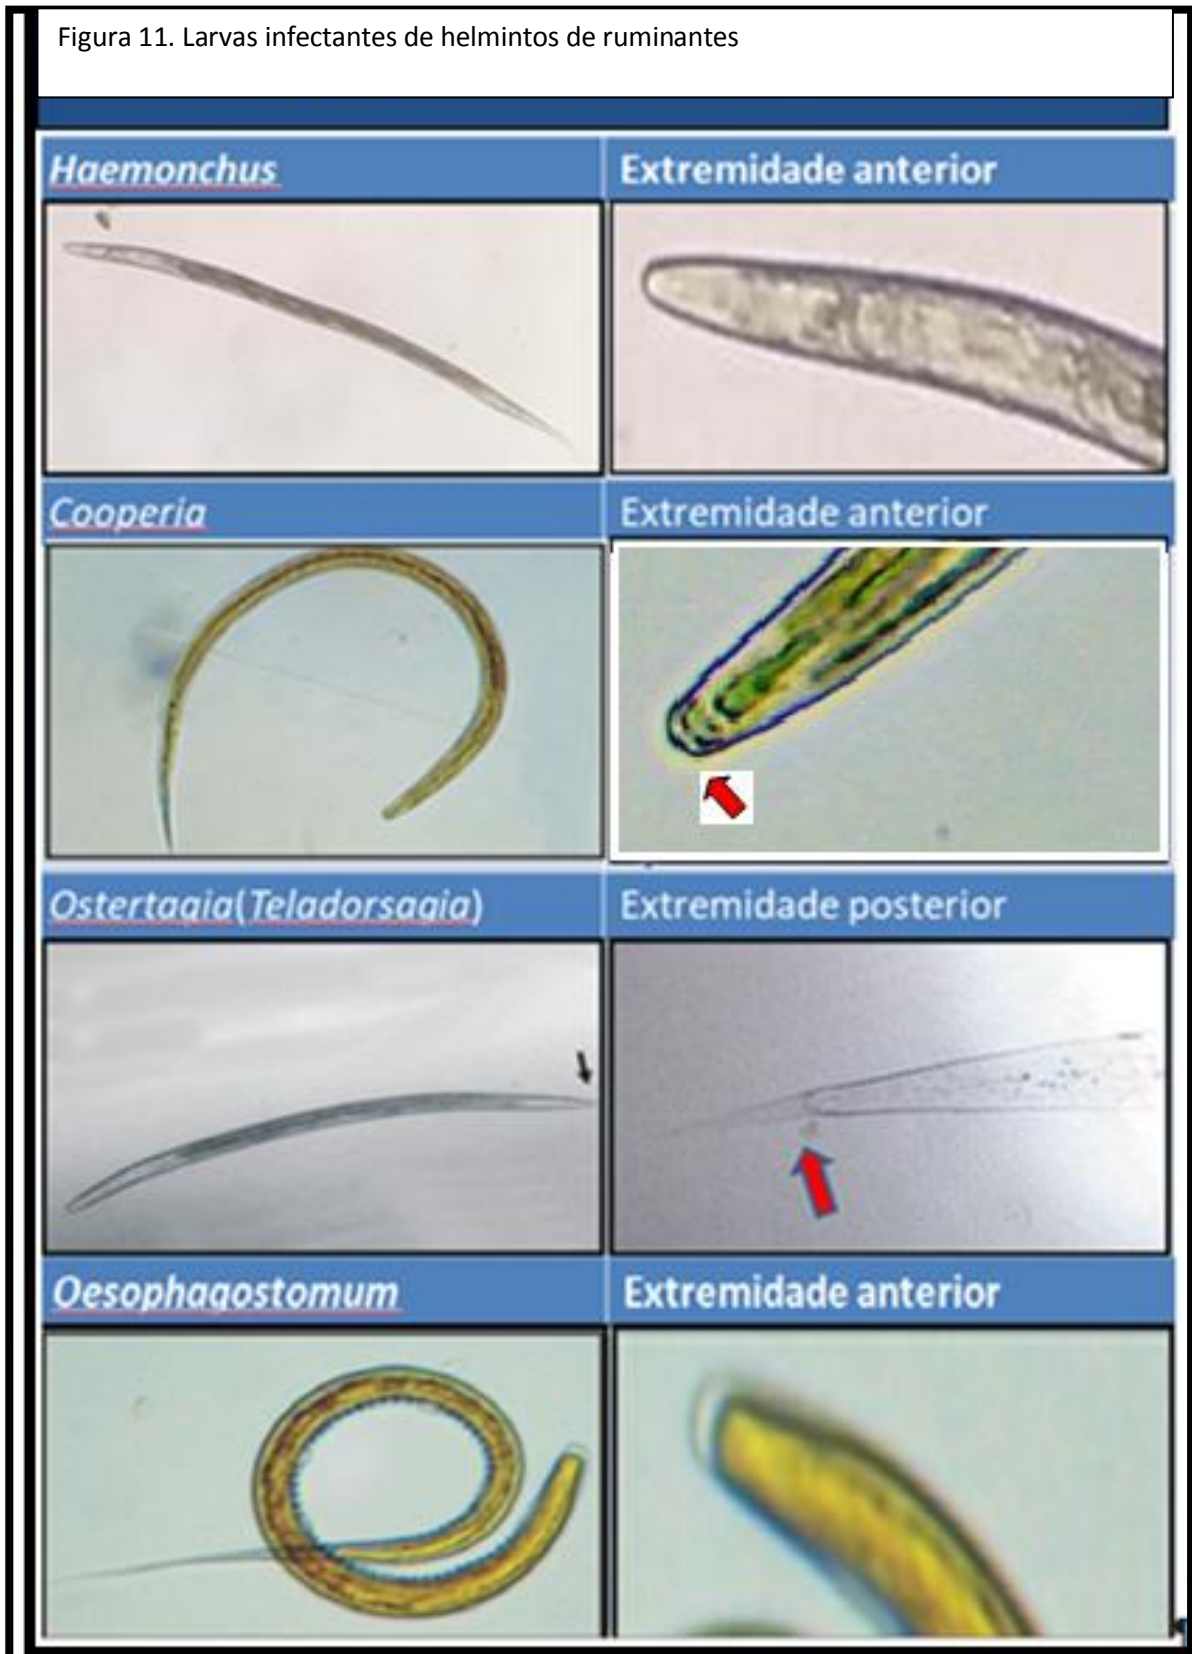 Figura 11. Larvas infectantes de helmintos de ruminantes
Haemonchus
Extremidade anterior
Cooperia
Extremidade anterior
Ostertagia(Teladorsagia)
Extremidade posterior
Oesophagostomum
Extremidade anterior